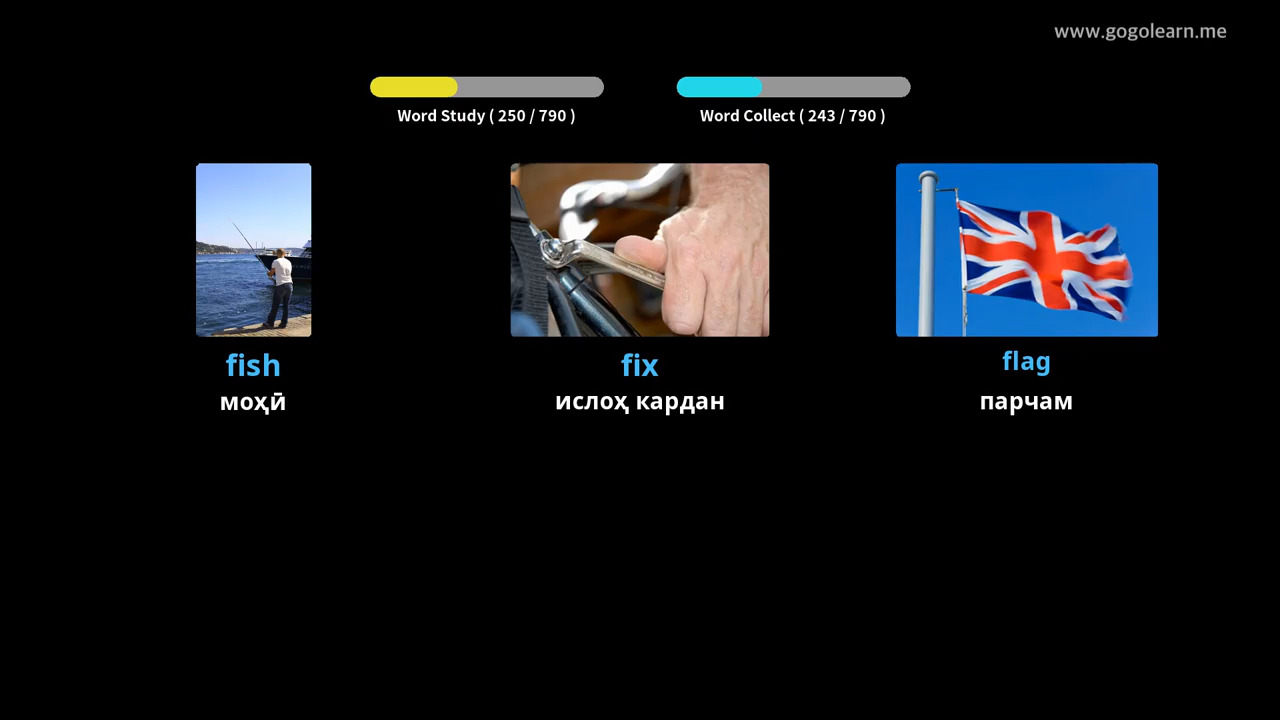 www.gogolearn.me
Word Study ( 250 / 790 )
Word Collect ( 243 / 790 )
fish
моҳӣ
fix
ислоҳ кардан
flag
парчам